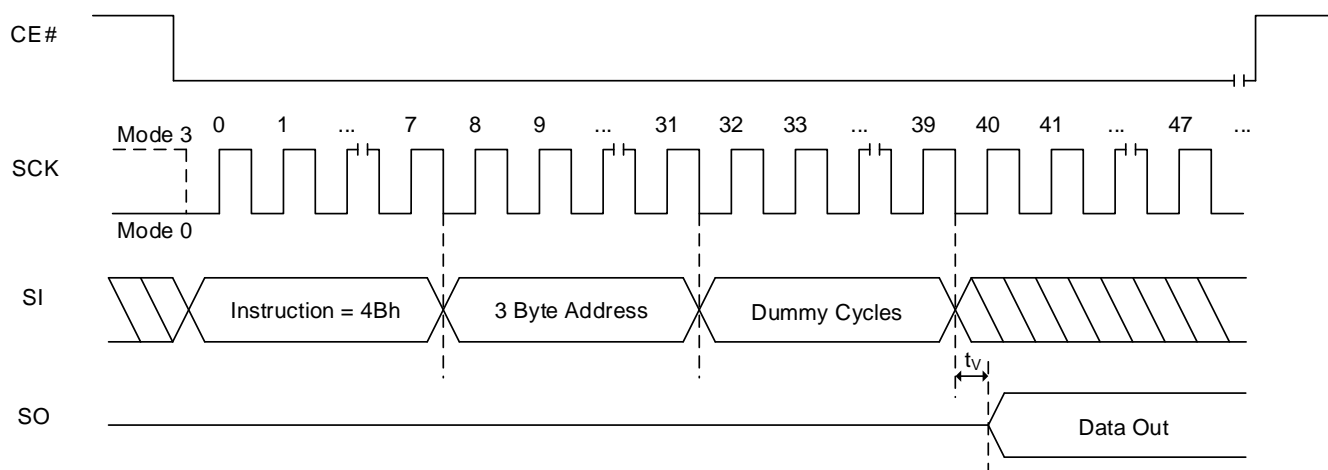 CE#
Mode 3 0 1 ... 7 8 9 ... 31 32 33 ... 39 40 41 ... 47 ...
SCK
Mode 0
SI Instruction = 4Bh 3 Byte Address Dummy Cycles
tV
SO Data Out